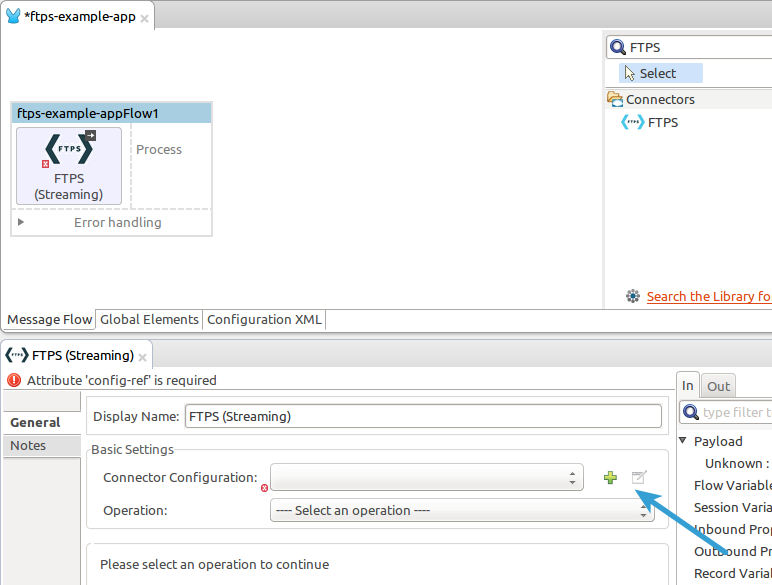 *ftps-example-app
FTPS
Select
Connectors
FTPS
ftps-example-appFlow1
FTPS
Process
FTPS
(Streaming)
Error handling
Search the Library fo
Message Flow
Global Elements
Configuration XML
FTPS (Streaming)
Attribute 'config-ref' is required
In
Out
General
Notes
Display Name:
FTPS (Streaming)
type filter te
Basic Settings
Connector Configuration:
Operation:
---- Select an operation ----
Please select an operation to continue
Payload
Unknown :
Flow Variable
Session Varia
Inbound Prop
Outbound Pr
Record Variab